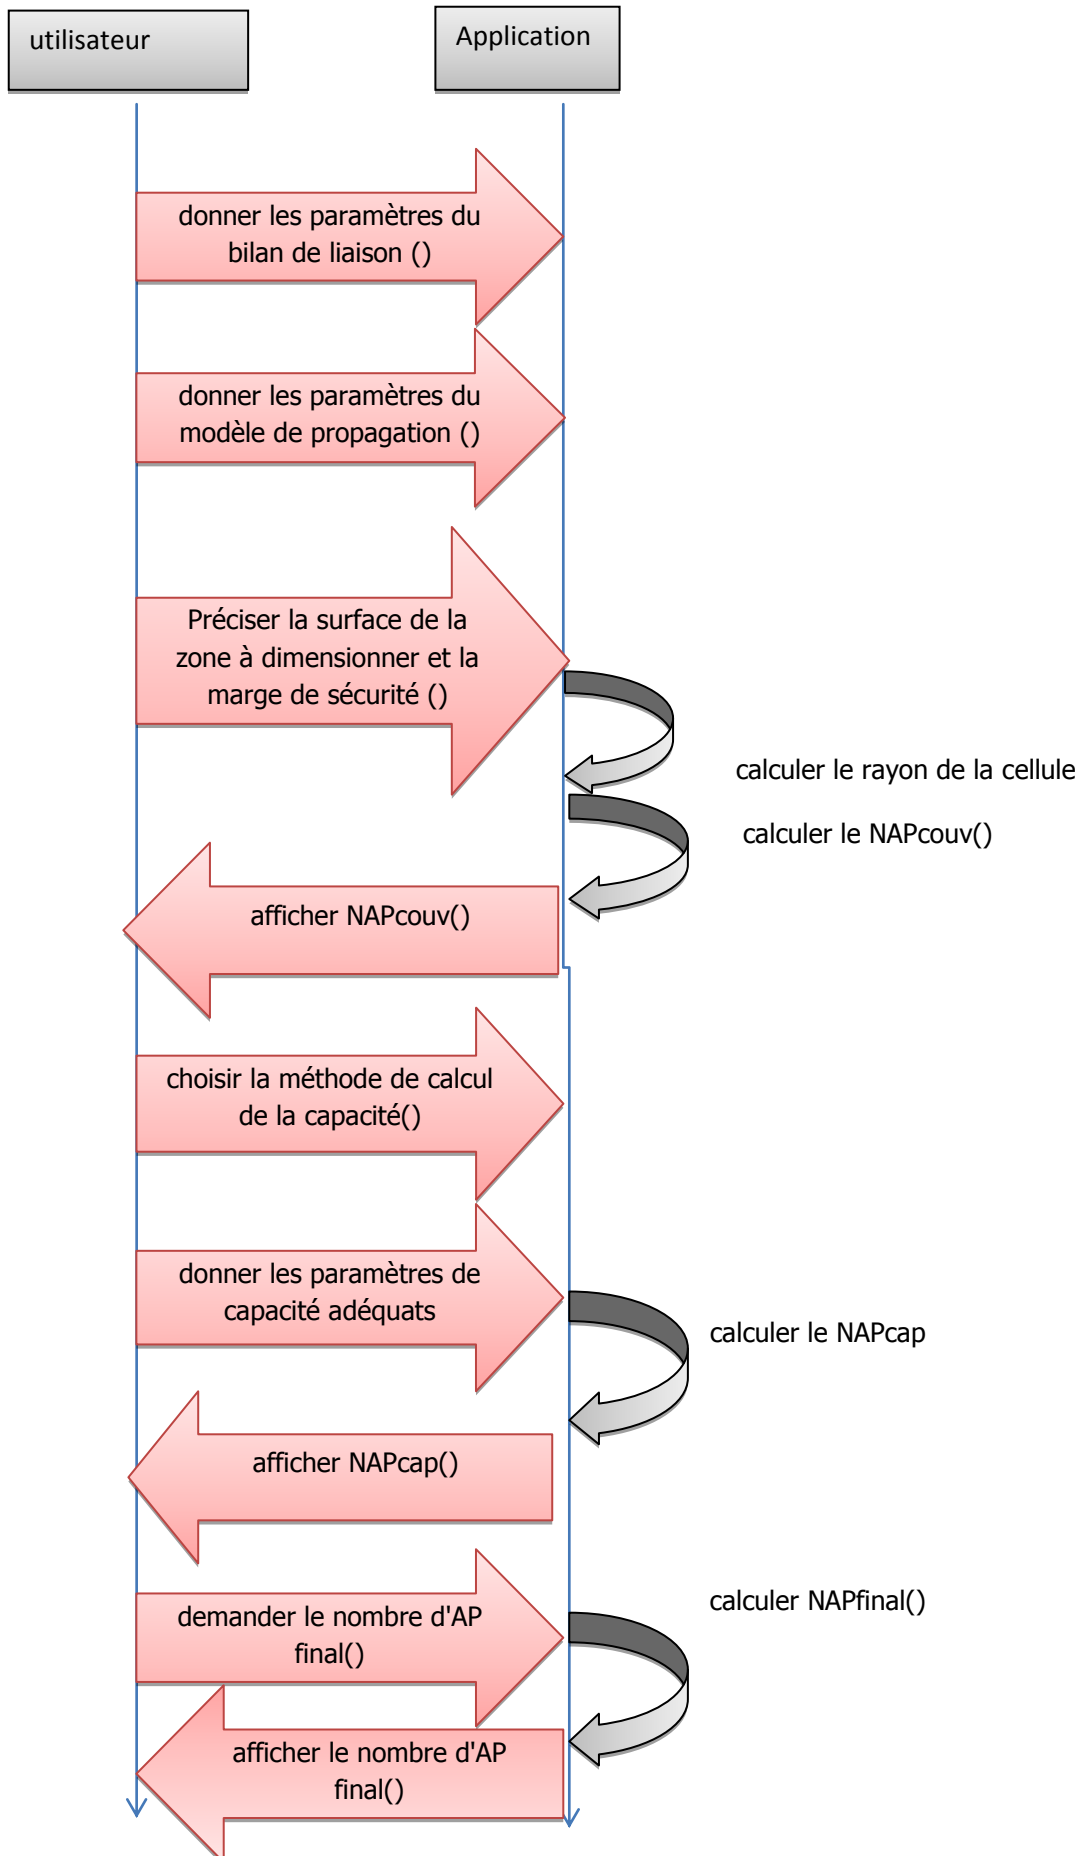 utilisateur
Application
donner les paramètres du
bilan de liaison ()
donner les paramètres du
modèle de propagation ()
Préciser la surface de la
zone à dimensionner et la
marge de sécurité ()
calculer le rayon de la cellule
calculer le NAPcouv()
afficher NAPcouv()
choisir la méthode de calcul
de la capacité()
donner les paramètres de
capacité adéquats
calculer le NAPcap
afficher NAPcap()
calculer NAPfinal()
demander le nombre d'AP
final()
afficher le nombre d'AP
final()